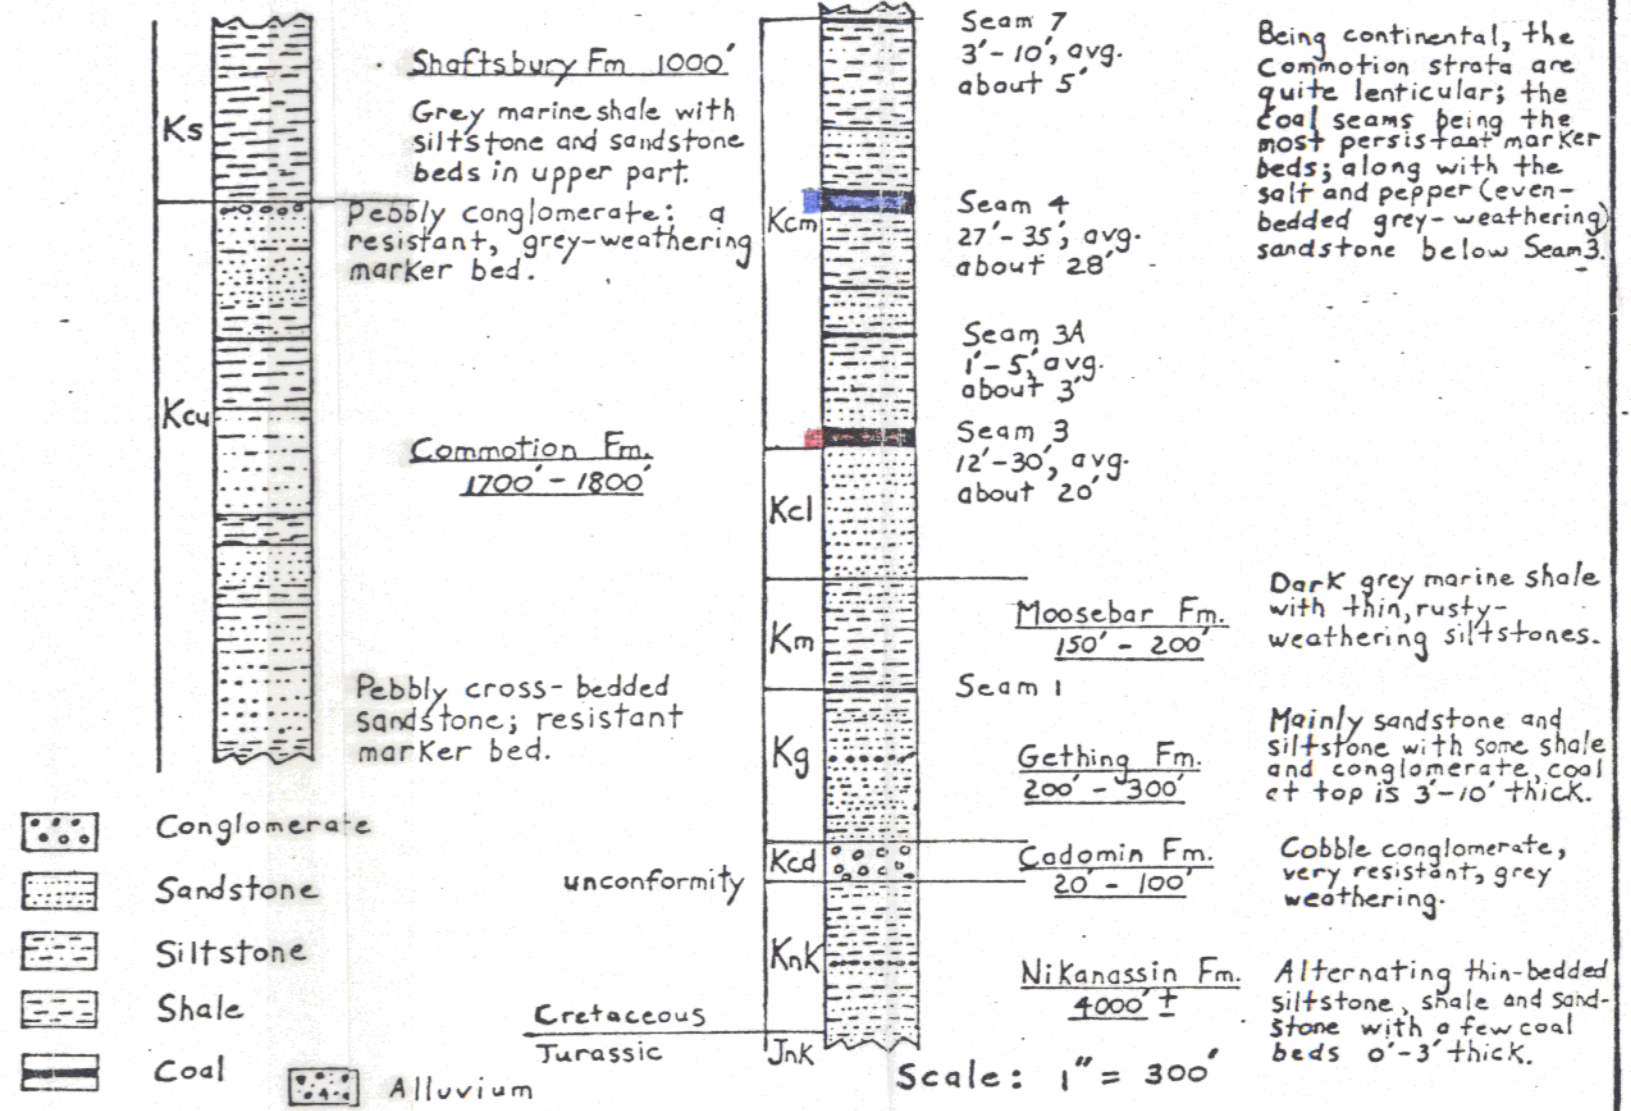 Ks
Shaftsbury Fm 1000'
Grey marine shale with
siltstone and sandstone
beds in upper part.
Pebbly conglomerate: a
resistant, grey-weathering
marker bed.
Kcu
Commotion Fm.
1700' - 1800'
Pebbly cross-bedded
sandstone; resistant
marker bed.
Conglomerate
Sandstone
Siltstone
Shale
Coal
Alluvium
unconformity
Cretaceous
Jurassic
Kcm
Kcl
Km
Kg
Kcd
Knk
Jnk
Seam 7
3'-10', avg.
about 5'
Seam 4
27'-35', avg.
about 28'
Seam 3A
1'-5', avg.
about 3'
Seam 3
12'-30', avg.
about 20'
Moosebar Fm.
150' - 200'
Seam 1
Gething Fm.
200' - 300'
Cadomin Fm.
20' - 100'
Nikanassin Fm.
4000' ±
Scale: 1" = 300'
Being continental, the
Commotion strata are
quite lenticular; the
coal seams being the
most persistant marker
beds; along with the
salt and pepper (even-
bedded grey-weathering)
sandstone below Seam 3.
Dark grey marine shale
with thin, rusty-
weathering siltstones.
Mainly sandstone and
siltstone with some shale
and conglomerate, coal
at top is 3'-10' thick.
Cobble conglomerate,
very resistant, grey
weathering.
Alternating thin-bedded
siltstone, shale and sand-
stone with a few coal
beds 0'-3' thick.